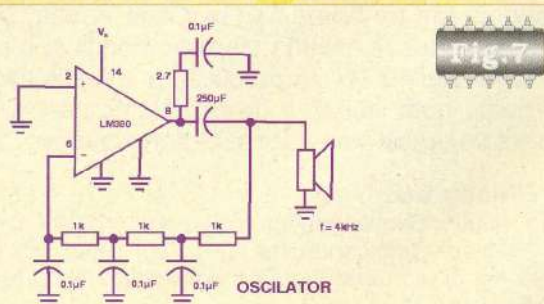 0.1µF
Fig.7
Vs
14
2.7
2
+
250µF
8
LM380
6
-
1k
1k
1k
f = 4kHz
0.1µF
0.1µF
0.1µF
OSCILATOR